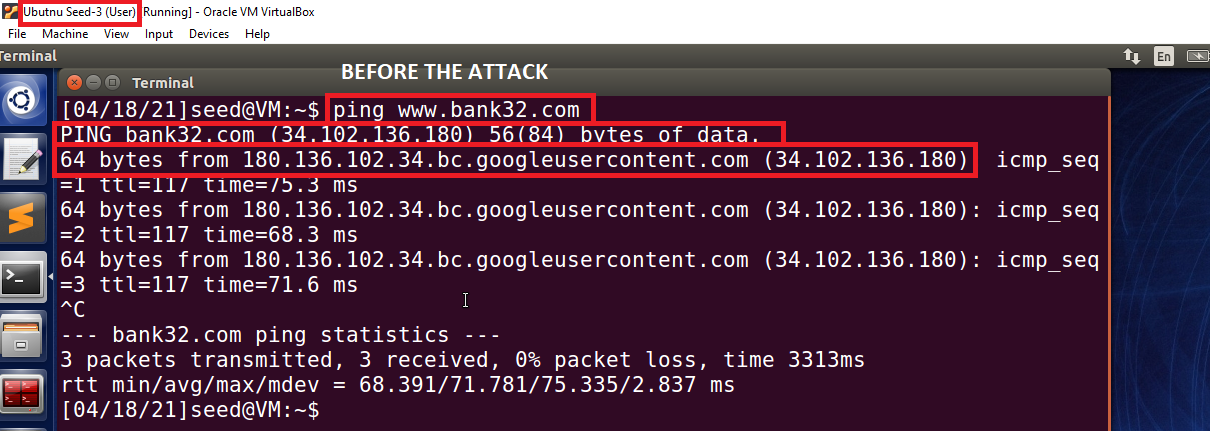 Ubutnu Seed-3 (User) [Running] - Oracle VM VirtualBox
File Machine View Input Devices Help
Terminal
En
Terminal
BEFORE THE ATTACK
[04/18/21]seed@VM:~$ ping www.bank32.com
PING bank32.com (34.102.136.180) 56(84) bytes of data.
64 bytes from 180.136.102.34.bc.googleusercontent.com (34.102.136.180) icmp_seq
=1 ttl=117 time=75.3 ms
64 bytes from 180.136.102.34.bc.googleusercontent.com (34.102.136.180): icmp_seq
=2 ttl=117 time=68.3 ms
64 bytes from 180.136.102.34.bc.googleusercontent.com (34.102.136.180): icmp_seq
=3 ttl=117 time=71.6 ms
^C
--- bank32.com ping statistics ---
3 packets transmitted, 3 received, 0% packet loss, time 3313ms
rtt min/avg/max/mdev = 68.391/71.781/75.335/2.837 ms
[04/18/21]seed@VM:~$